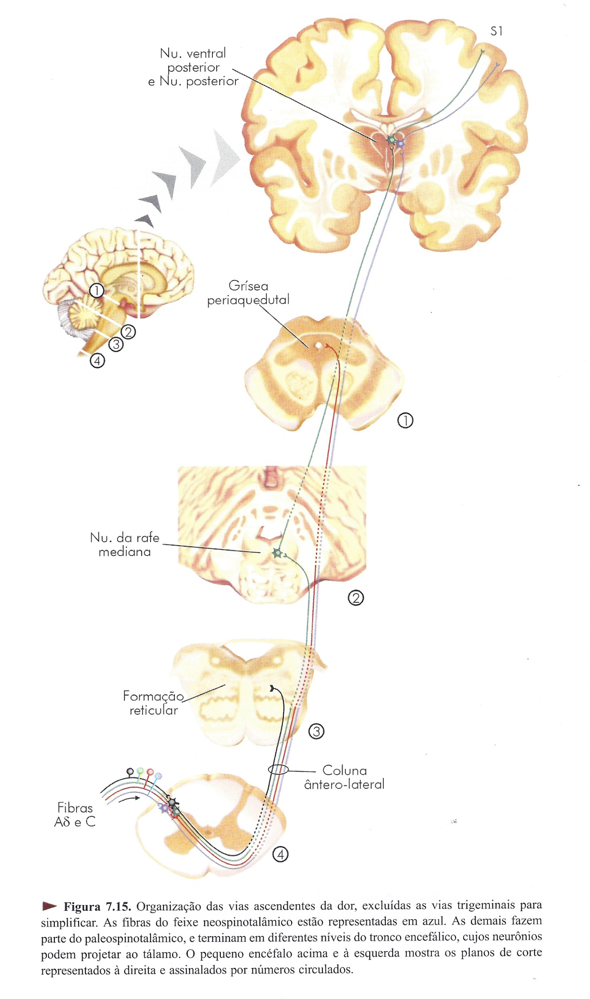 S1
Nu. ventral
posterior
e Nu. posterior
Grísea
periaquedutal
1
2
3
4
1
Nu. da rafe
mediana
2
Formação
reticular
3
Coluna
ântero-lateral
Fibras
Aδ e C
4
Figura 7.15. Organização das vias ascendentes da dor, excluídas as vias trigeminais para
simplificar. As fibras do feixe neospinotalâmico estão representadas em azul. As demais fazem
parte do paleospinotalâmico, e terminam em diferentes níveis do tronco encefálico, cujos neurônios
podem projetar ao tálamo. O pequeno encéfalo acima e à esquerda mostra os planos de corte
representados à direita e assinalados por números circulados.